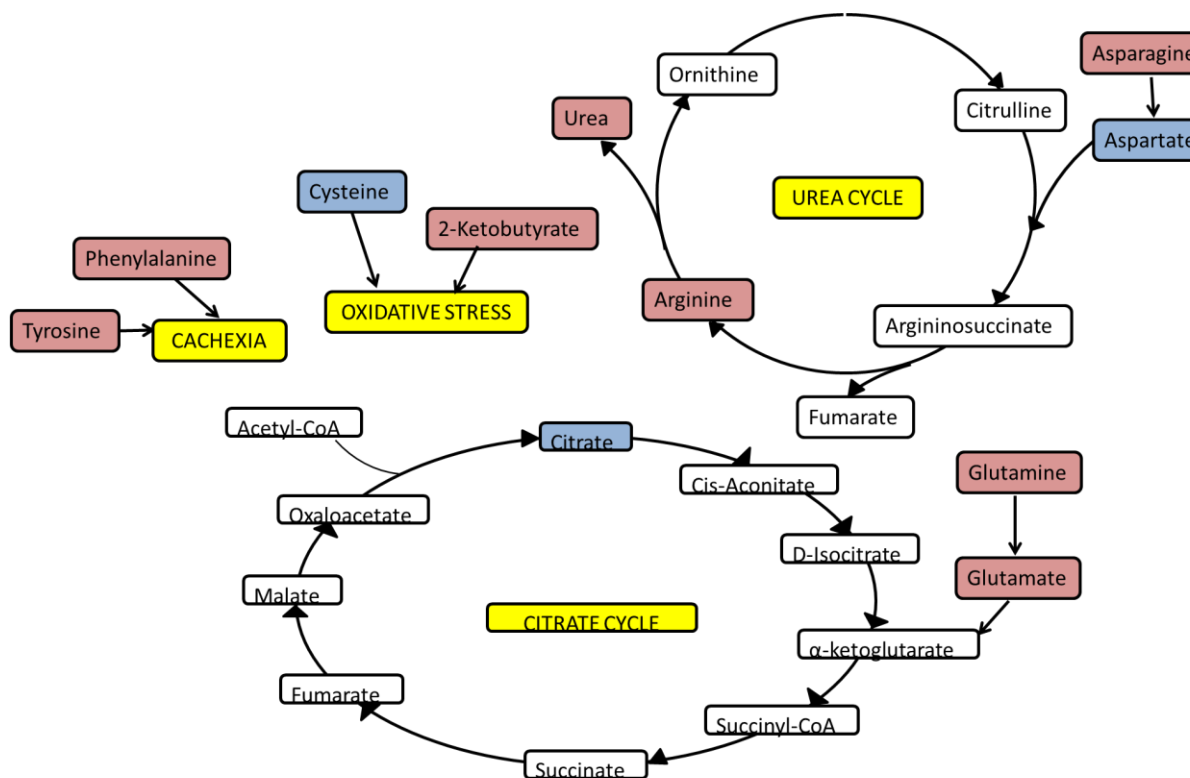 Asparagine
Ornithine
Urea
Citrulline
Aspartate
Cysteine
UREA CYCLE
2-Ketobutyrate
Phenylalanine
Arginine
OXIDATIVE STRESS
Tyrosine
CACHEXIA
Argininosuccinate
Fumarate
Acetyl-CoA
Citrate
Glutamine
Cis-Aconitate
Oxaloacetate
D-Isocitrate
Glutamate
Malate
CITRATE CYCLE
α-ketoglutarate
Fumarate
Succinyl-CoA
Succinate